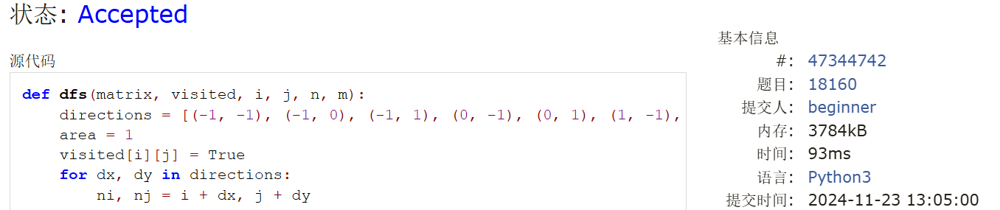 状态: Accepted
源代码
def dfs(matrix, visited, i, j, n, m):
    directions = [(-1, -1), (-1, 0), (-1, 1), (0, -1), (0, 1), (1, -1),
    area = 1
    visited[i][j] = True
    for dx, dy in directions:
        ni, nj = i + dx, j + dy
基本信息
#: 47344742
题目: 18160
提交人: beginner
内存: 3784kB
时间: 93ms
语言: Python3
提交时间: 2024-11-23 13:05:00